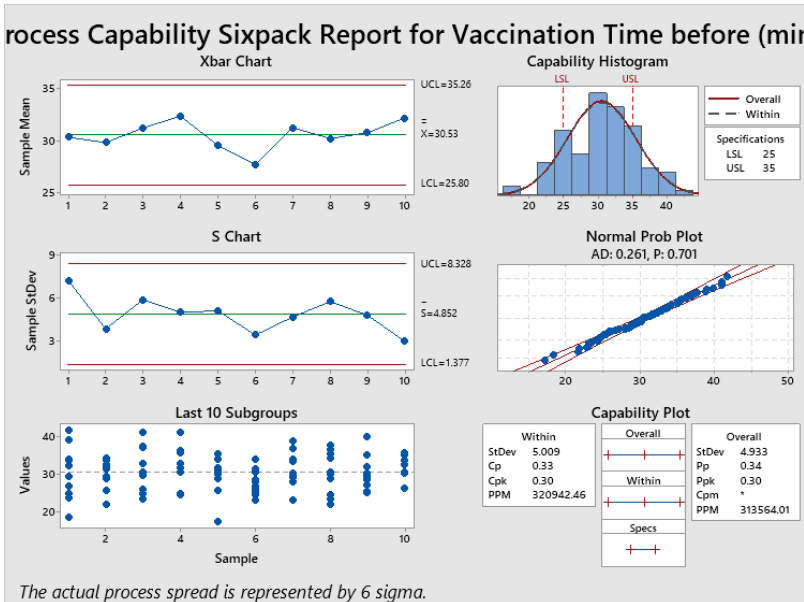 rocess Capability Sixpack Report for Vaccination Time before (min
Xbar Chart
Sample Mean
35
30
25
UCL=35.26
=
X=30.53
LCL=25.80
1 2 3 4 5 6 7 8 9 10
Capability Histogram
LSL USL
20 25 30 35 40
Overall
Within
Specifications
LSL 25
USL 35
S Chart
Sample StDev
9
6
3
UCL=8.328
–
S=4.852
LCL=1.377
1 2 3 4 5 6 7 8 9 10
Normal Prob Plot
AD: 0.261, P: 0.701
20 30 40 50
Last 10 Subgroups
Values
40
30
20
2 4 6 8 10
Sample
Capability Plot
Within
StDev 5.009
Cp 0.33
Cpk 0.30
PPM 320942.46
Overall
Within
Specs
Overall
StDev 4.933
Pp 0.34
Ppk 0.30
Cpm *
PPM 313564.01
The actual process spread is represented by 6 sigma.